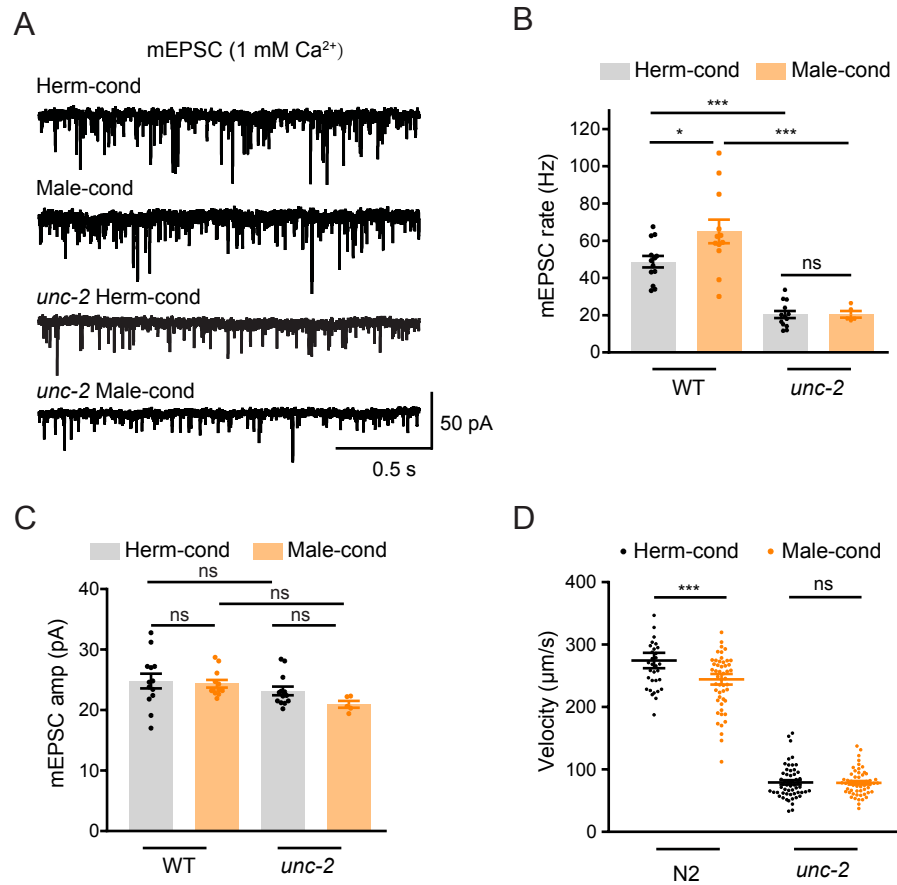 A
mEPSC (1 mM Ca²⁺)
Herm-cond
Male-cond
unc-2 Herm-cond
unc-2 Male-cond
50 pA
0.5 s
B
Herm-cond Male-cond
***
* ***
ns
mEPSC rate (Hz)
120
100
80
60
40
20
0
WT unc-2
C
Herm-cond Male-cond
ns
ns
ns ns
mEPSC amp (pA)
40
30
20
10
0
WT unc-2
D
Herm-cond Male-cond
*** ns
Velocity (μm/s)
400
300
200
100
0
N2 unc-2